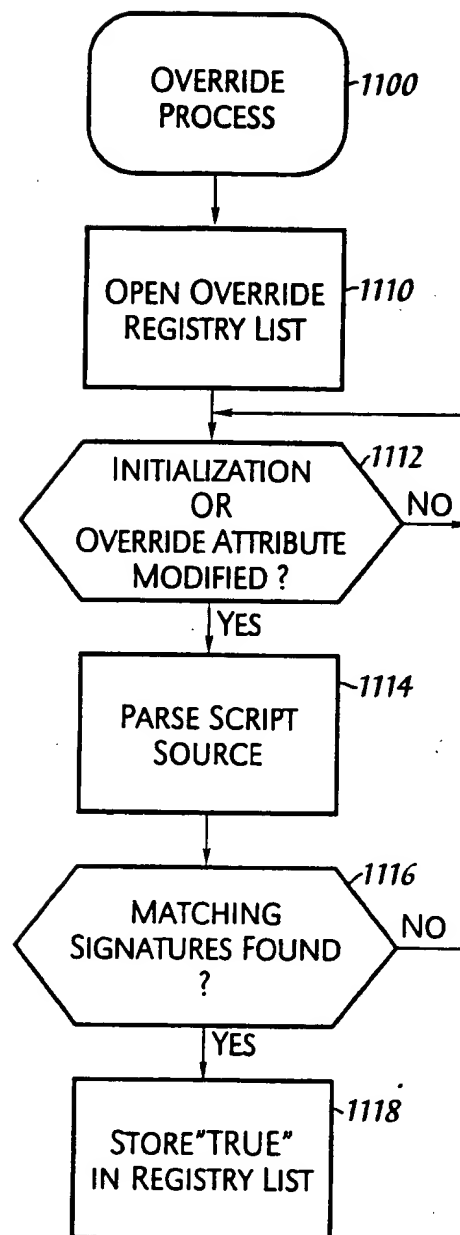 OVERRIDE
PROCESS
1100
OPEN OVERRIDE
REGISTRY LIST
1110
INITIALIZATION
OR
OVERRIDE ATTRIBUTE
MODIFIED ?
1112
NO
YES
PARSE SCRIPT
SOURCE
1114
MATCHING
SIGNATURES FOUND
?
1116
NO
YES
STORE"TRUE"
IN REGISTRY LIST
1118